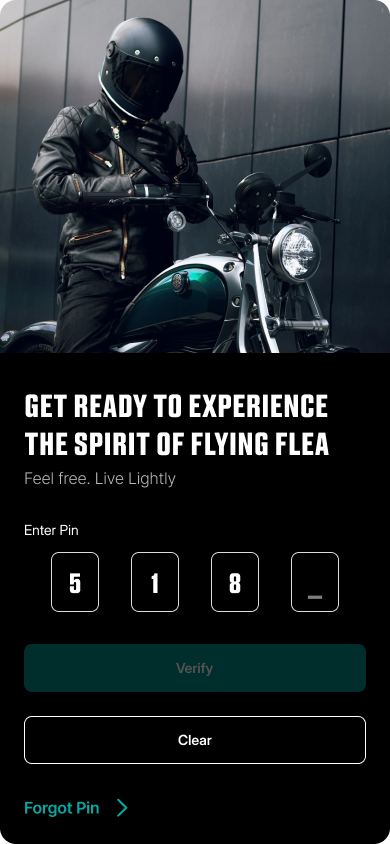 GET READY TO EXPERIENCE
THE SPIRIT OF FLYING FLEA
Feel free. Live Lightly
Enter Pin
5 1 8 _
Verify
Clear
Forgot Pin